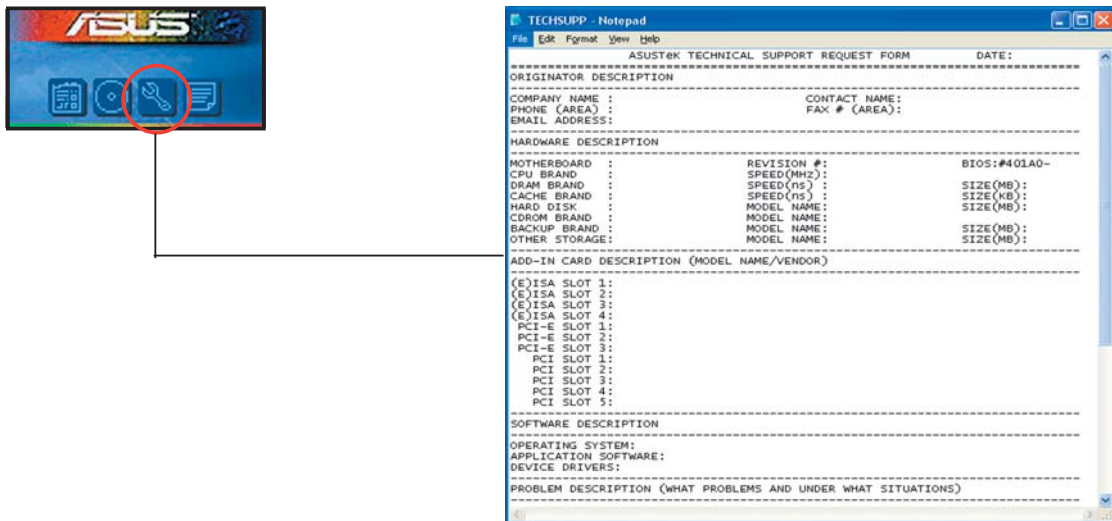 ASUS
TECHSUPP - Notepad
File Edit Format View Help
ASUSTeK TECHNICAL SUPPORT REQUEST FORM DATE:
ORIGINATOR DESCRIPTION
COMPANY NAME : CONTACT NAME:
PHONE (AREA) : FAX # (AREA):
EMAIL ADDRESS:
HARDWARE DESCRIPTION
MOTHERBOARD : REVISION #: BIOS:#401A0-
CPU BRAND : SPEED(MHz):
DRAM BRAND : SPEED(ns) : SIZE(MB):
CACHE BRAND : SPEED(ns) : SIZE(KB):
HARD DISK : MODEL NAME: SIZE(MB):
CDROM BRAND : MODEL NAME:
BACKUP BRAND : MODEL NAME: SIZE(MB):
OTHER STORAGE: MODEL NAME: SIZE(MB):
ADD-IN CARD DESCRIPTION (MODEL NAME/VENDOR)
(E)ISA SLOT 1:
(E)ISA SLOT 2:
(E)ISA SLOT 3:
(E)ISA SLOT 4:
PCI-E SLOT 1:
PCI-E SLOT 2:
PCI-E SLOT 3:
PCI SLOT 1:
PCI SLOT 2:
PCI SLOT 3:
PCI SLOT 4:
PCI SLOT 5:
SOFTWARE DESCRIPTION
OPERATING SYSTEM:
APPLICATION SOFTWARE:
DEVICE DRIVERS:
PROBLEM DESCRIPTION (WHAT PROBLEMS AND UNDER WHAT SITUATIONS)